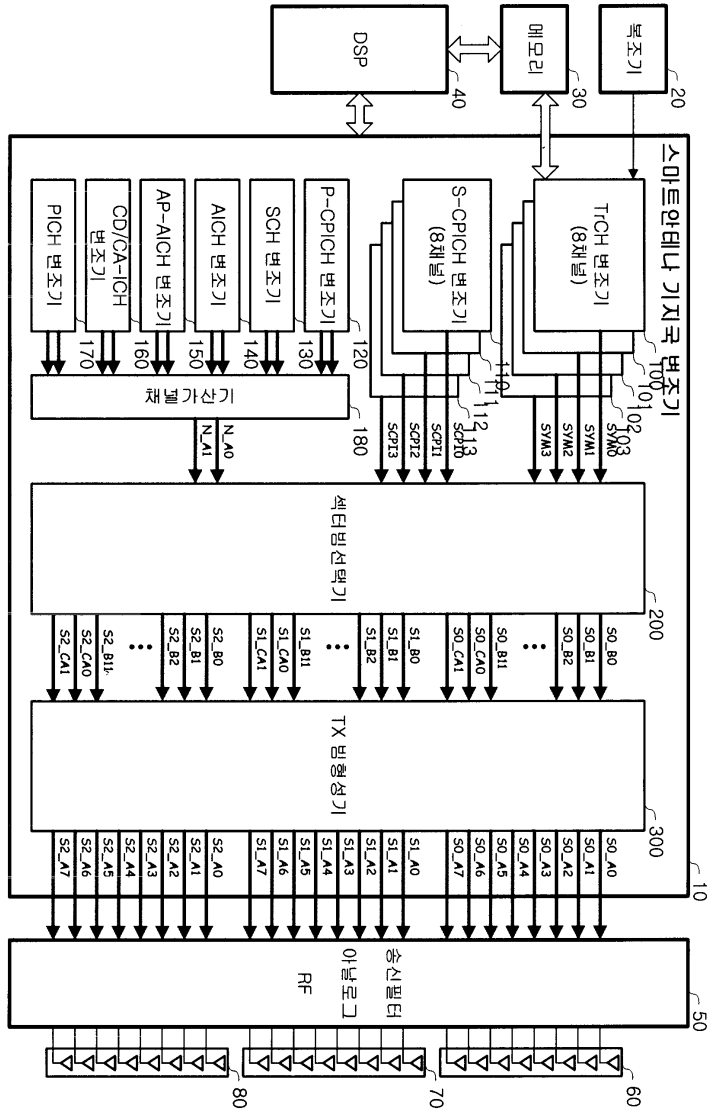 복조기
20
메모리
30
DSP
40
스마트안테나 기지국 변조기
10
TrCH 변조기
(8채널)
100
101
102
103
S-CPICH 변조기
(8채널)
110
111
112
113
P-CPICH 변조기
120
SCH 변조기
130
AICH 변조기
140
AP-AICH 변조기
150
CD/CA-ICH
변조기
160
PICH 변조기
170
채널가산기
180
SYM0
SYM1
SYM2
SYM3
SCPI0
SCPI1
SCPI2
SCPI3
N_A0
N_A1
섹터빔선택기
200
S0_B0
S0_B1
S0_B2
S0_B11
S0_CA0
S0_CA1
S1_B0
S1_B1
S1_B2
S1_B11
S1_CA0
S1_CA1
S2_B0
S2_B1
S2_B2
S2_B11
S2_CA0
S2_CA1
TX 빔형성기
300
S0_A0
S0_A1
S0_A2
S0_A3
S0_A4
S0_A5
S0_A6
S0_A7
S1_A0
S1_A1
S1_A2
S1_A3
S1_A4
S1_A5
S1_A6
S1_A7
S2_A0
S2_A1
S2_A2
S2_A3
S2_A4
S2_A5
S2_A6
S2_A7
송신필터
아날로그
RF
50
60
70
80